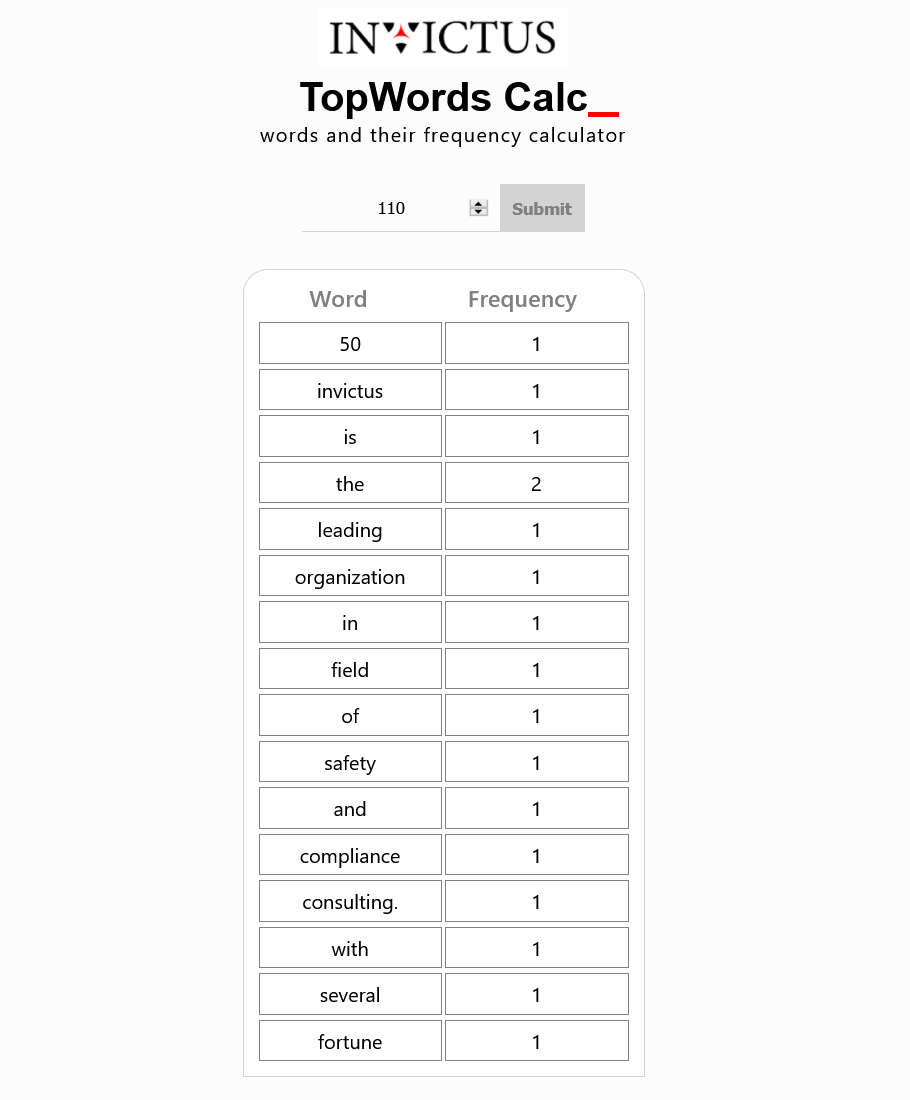 INVICTUS
TopWords Calc_
words and their frequency calculator
110 Submit
Word Frequency
50 1
invictus 1
is 1
the 2
leading 1
organization 1
in 1
field 1
of 1
safety 1
and 1
compliance 1
consulting. 1
with 1
several 1
fortune 1